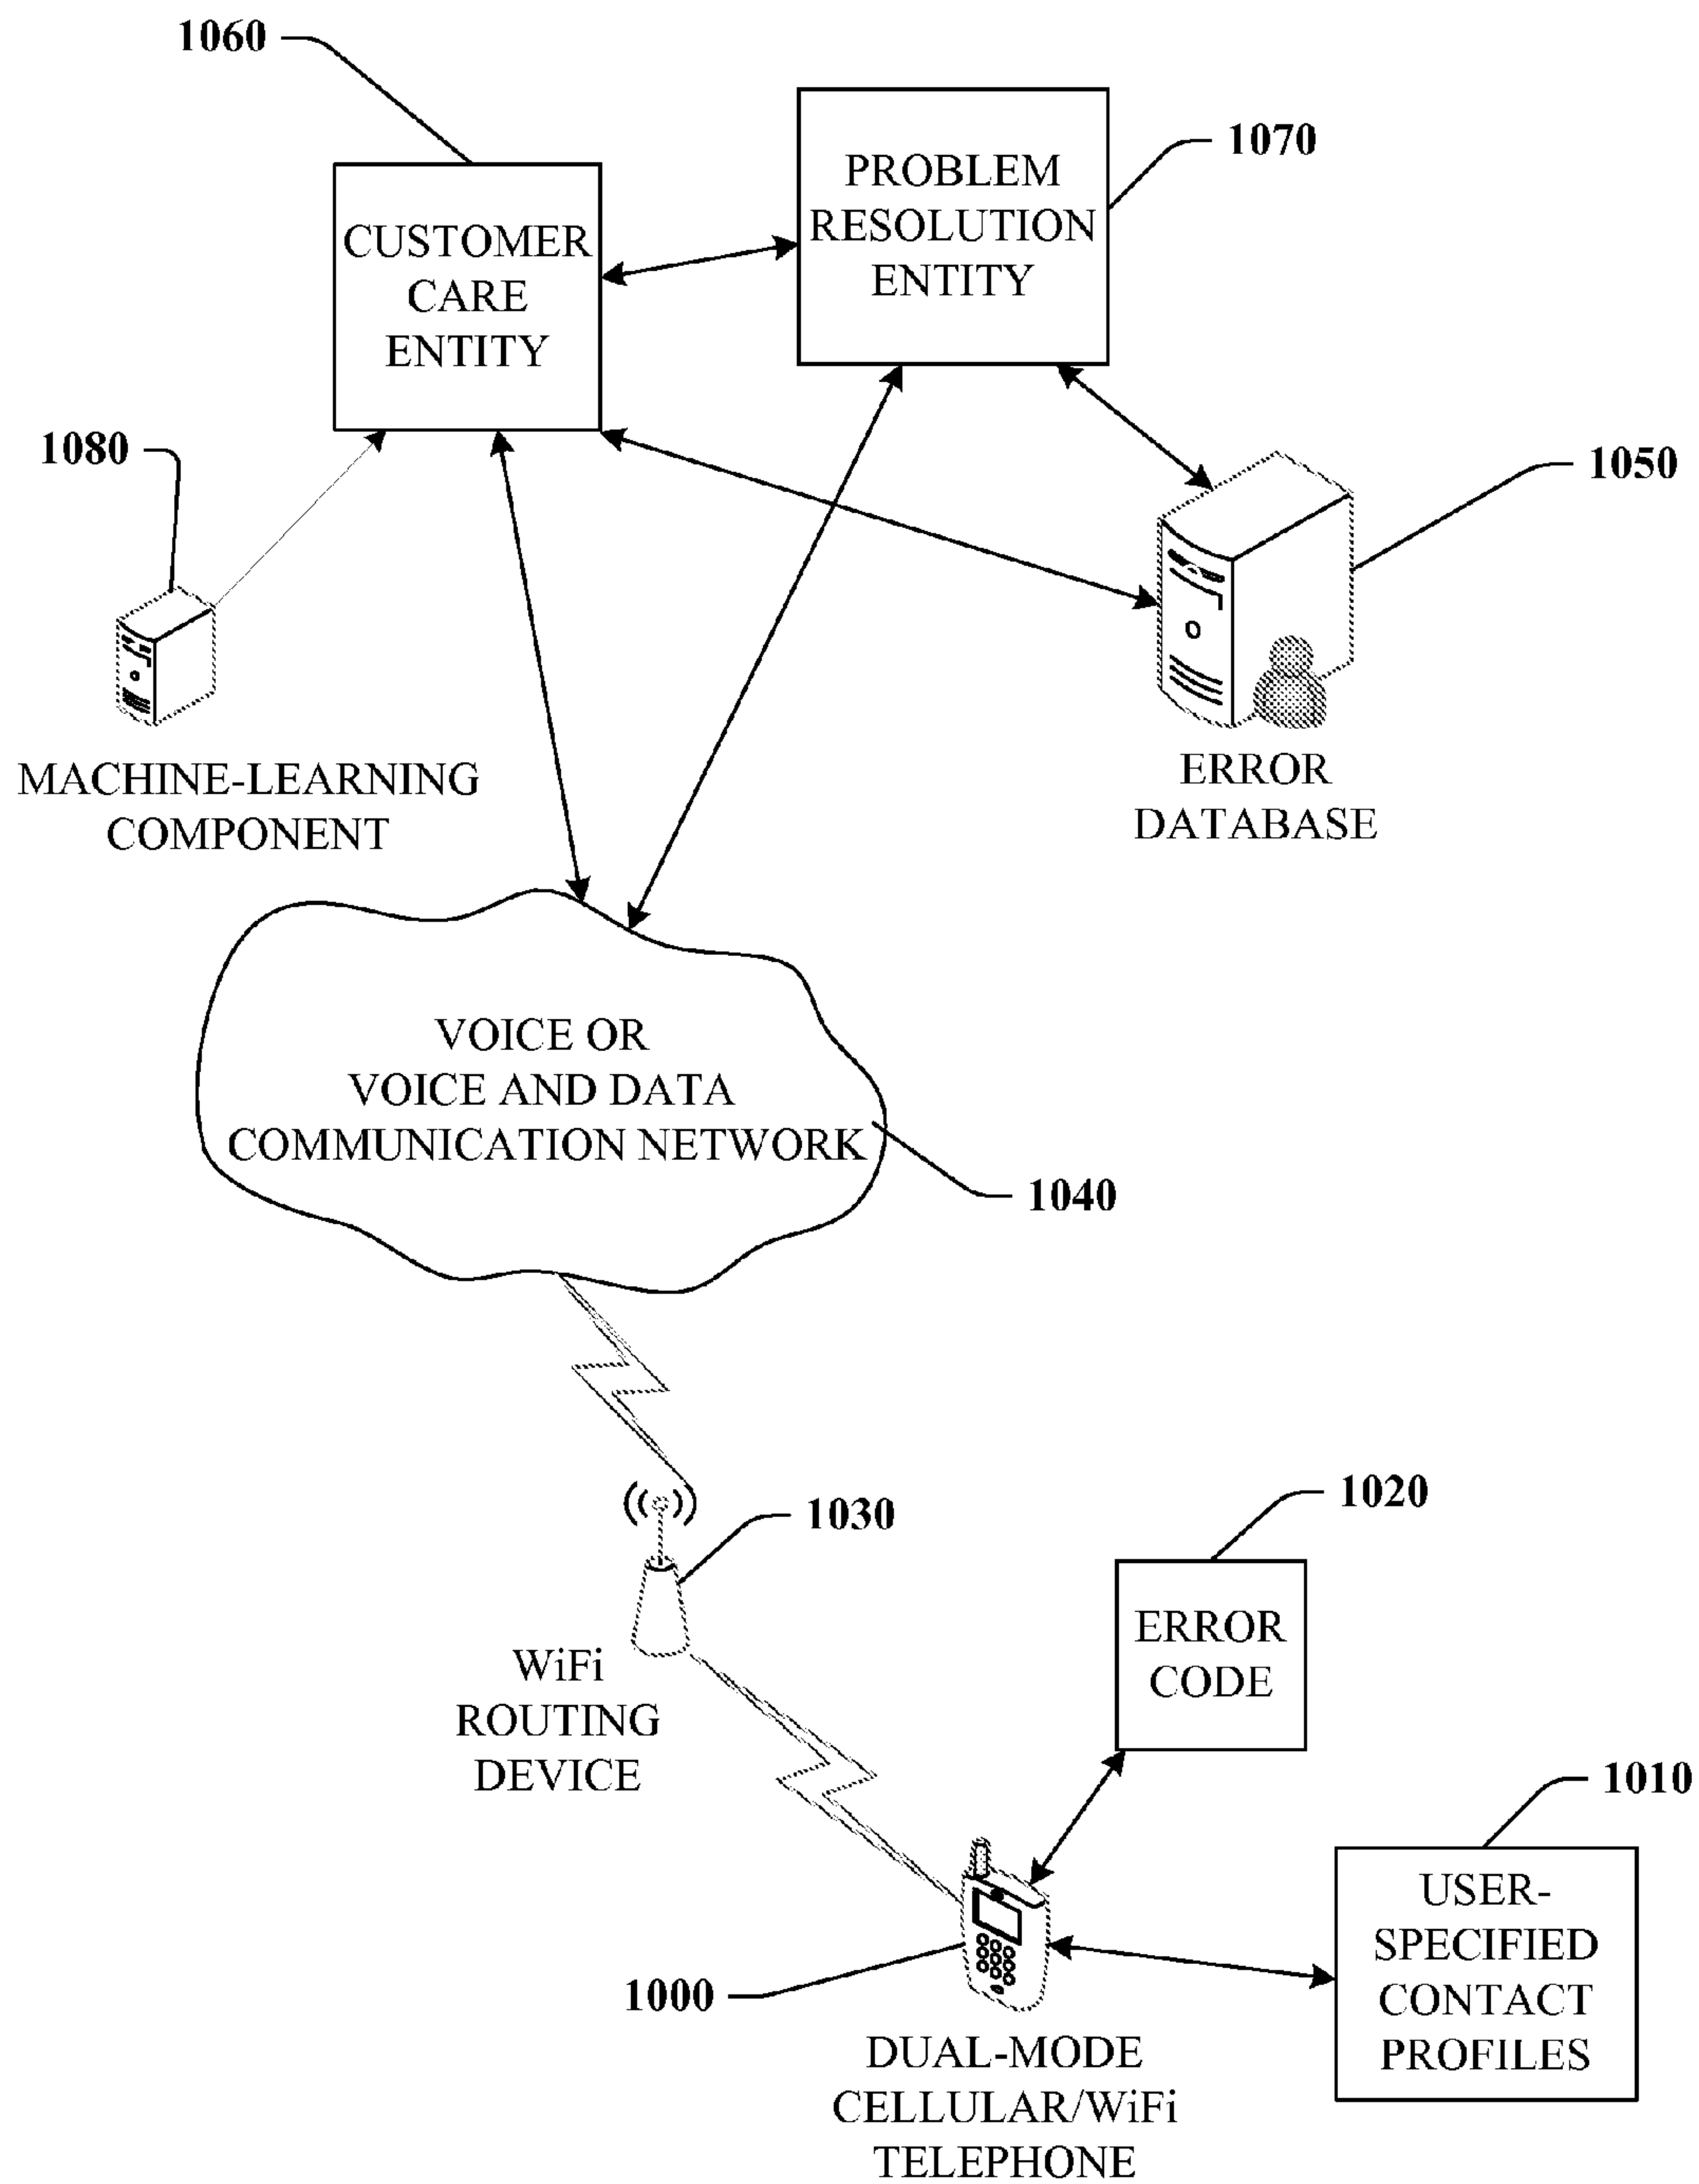 1060
1070
PROBLEM
RESOLUTION
ENTITY
CUSTOMER
CARE
ENTITY
1080
1050
MACHINE-LEARNING
COMPONENT
ERROR
DATABASE
VOICE OR
VOICE AND DATA
COMMUNICATION NETWORK
1040
1030
1020
ERROR
CODE
WiFi
ROUTING
DEVICE
1010
USER-
SPECIFIED
CONTACT
PROFILES
1000
DUAL-MODE
CELLULAR/WiFi
TELEPHONE